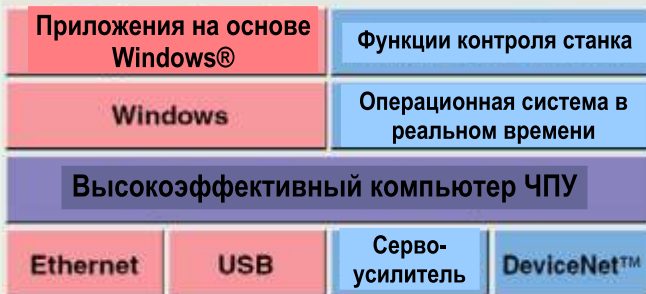 Приложения на основе
Windows®
Функции контроля станка
Windows
Операционная система в
реальном времени
Высокоэффективный компьютер ЧПУ
Ethernet
USB
Серво-
усилитель
DeviceNet™